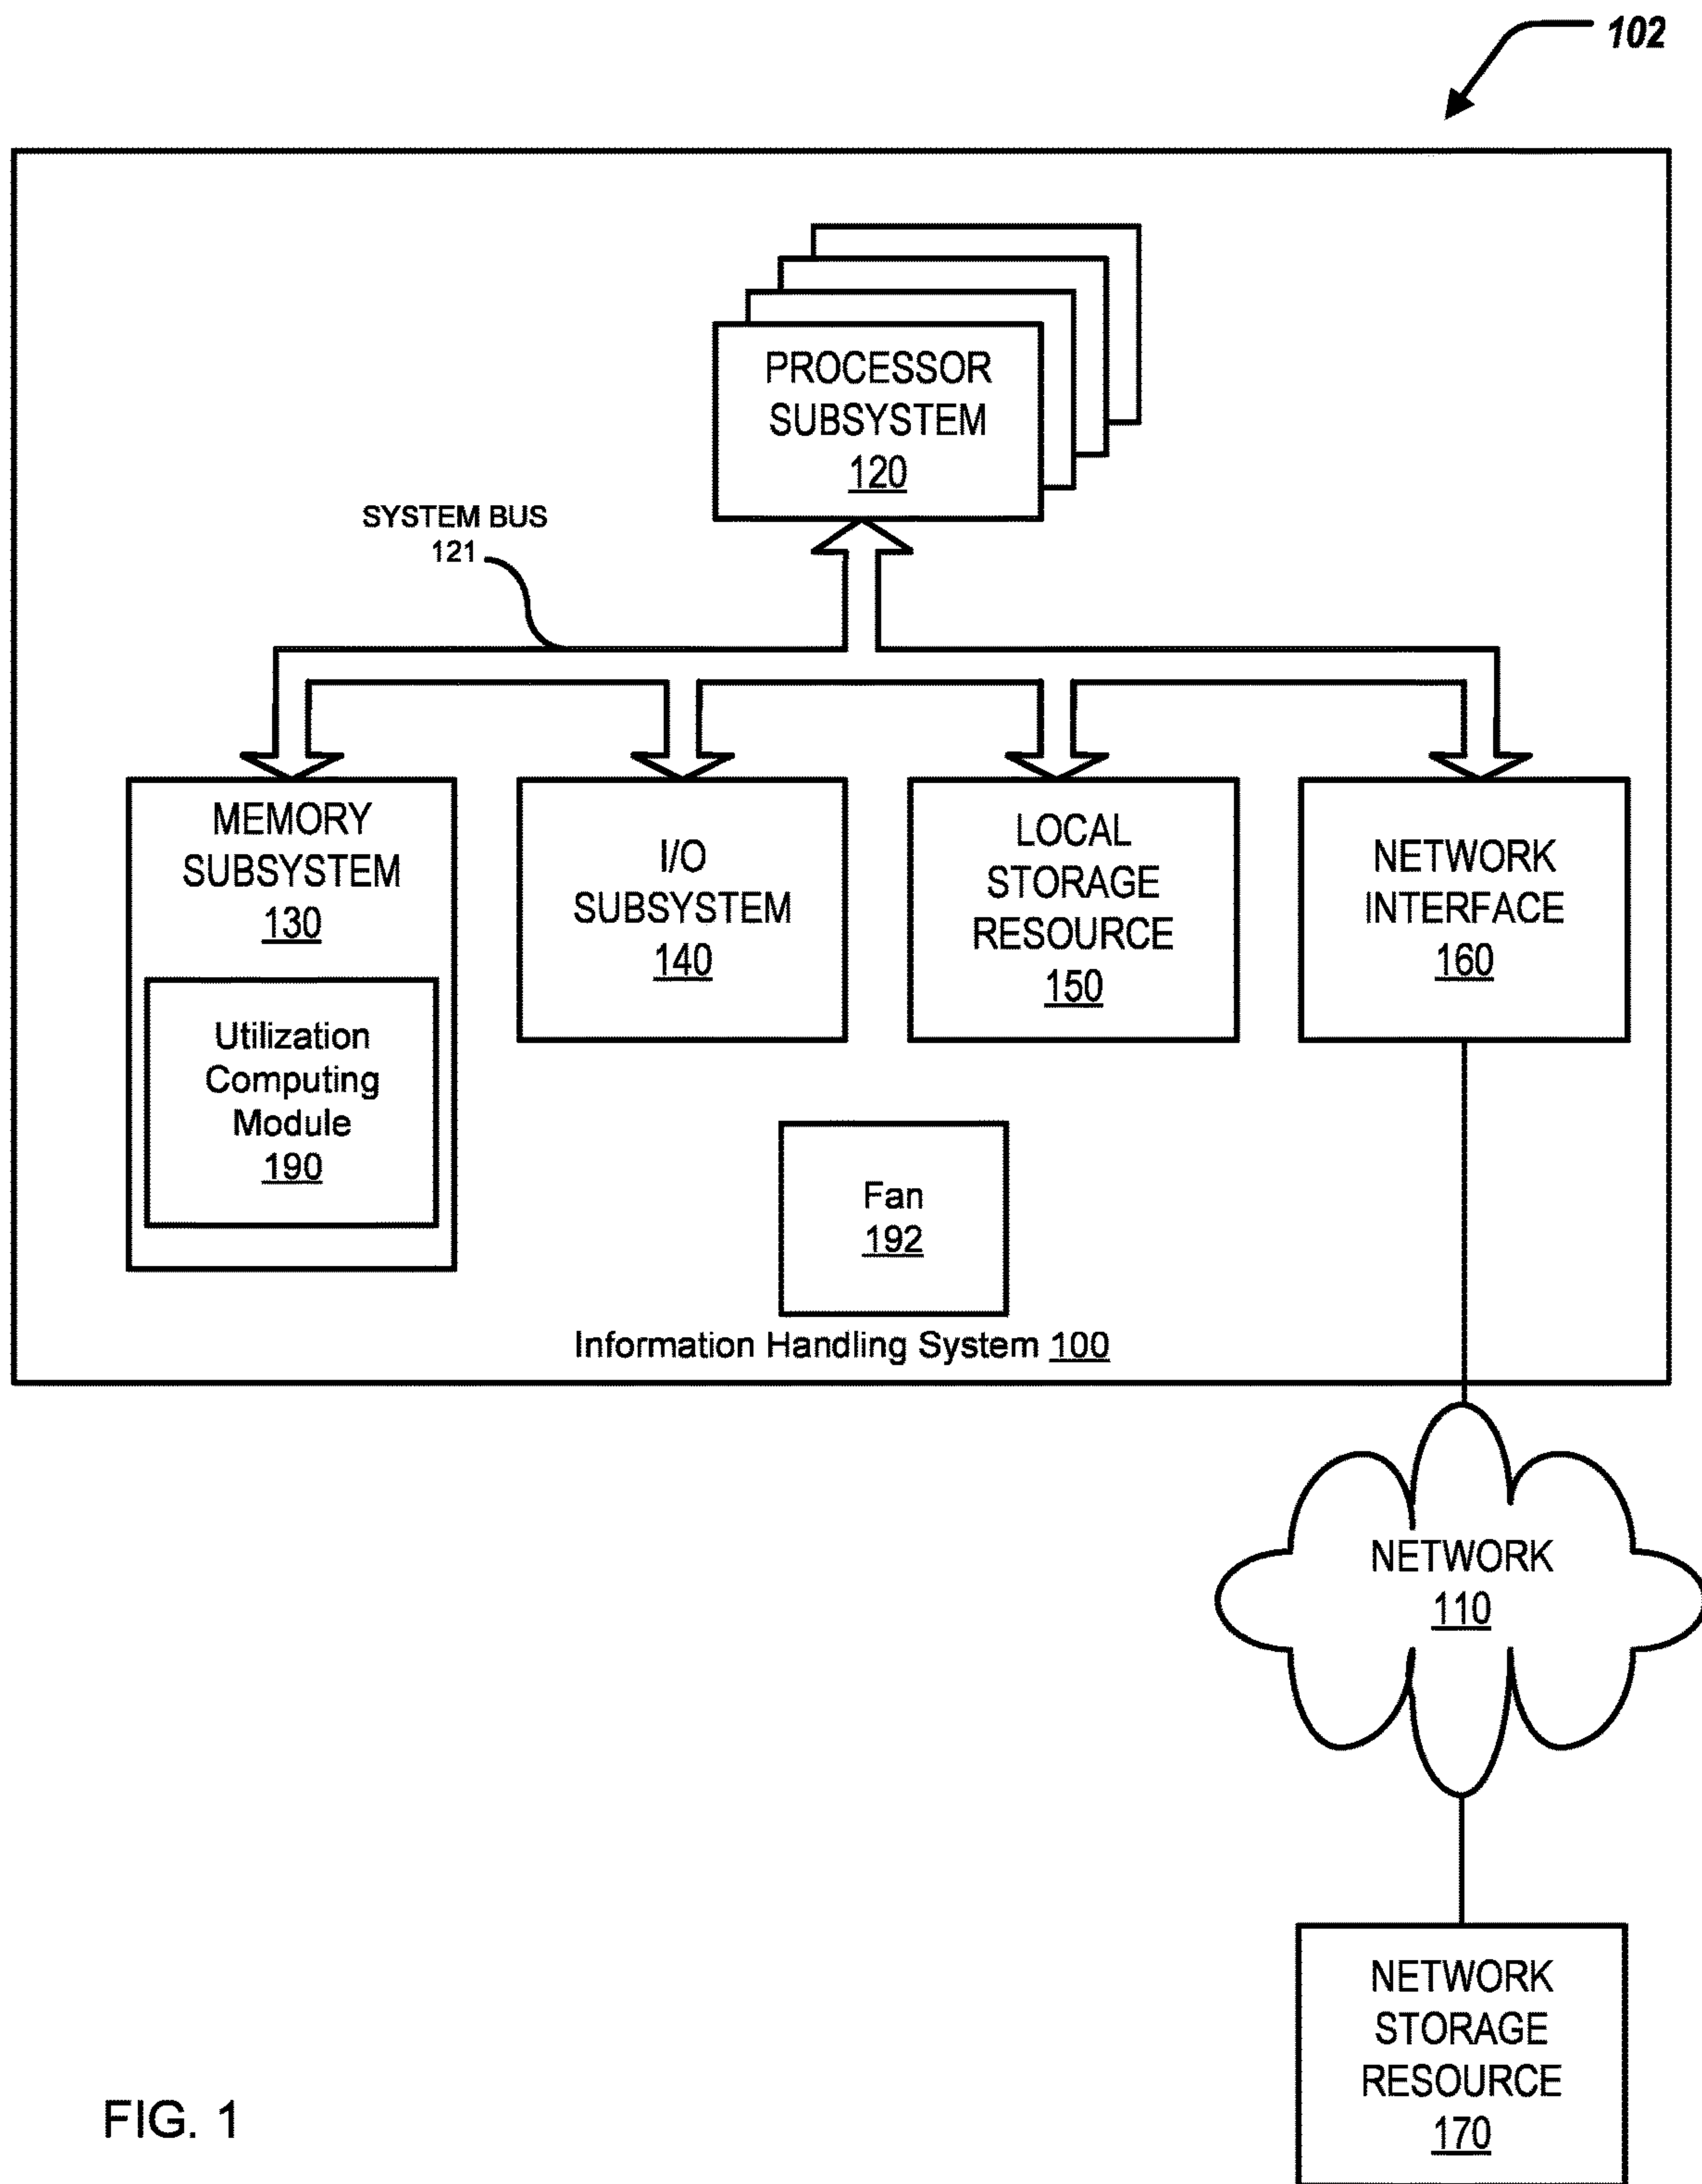 102
PROCESSOR
SUBSYSTEM
120
SYSTEM BUS
121
MEMORY
SUBSYSTEM
130
Utilization
Computing
Module
190
I/O
SUBSYSTEM
140
LOCAL
STORAGE
RESOURCE
150
NETWORK
INTERFACE
160
Fan
192
Information Handling System 100
NETWORK
110
NETWORK
STORAGE
RESOURCE
170
FIG. 1